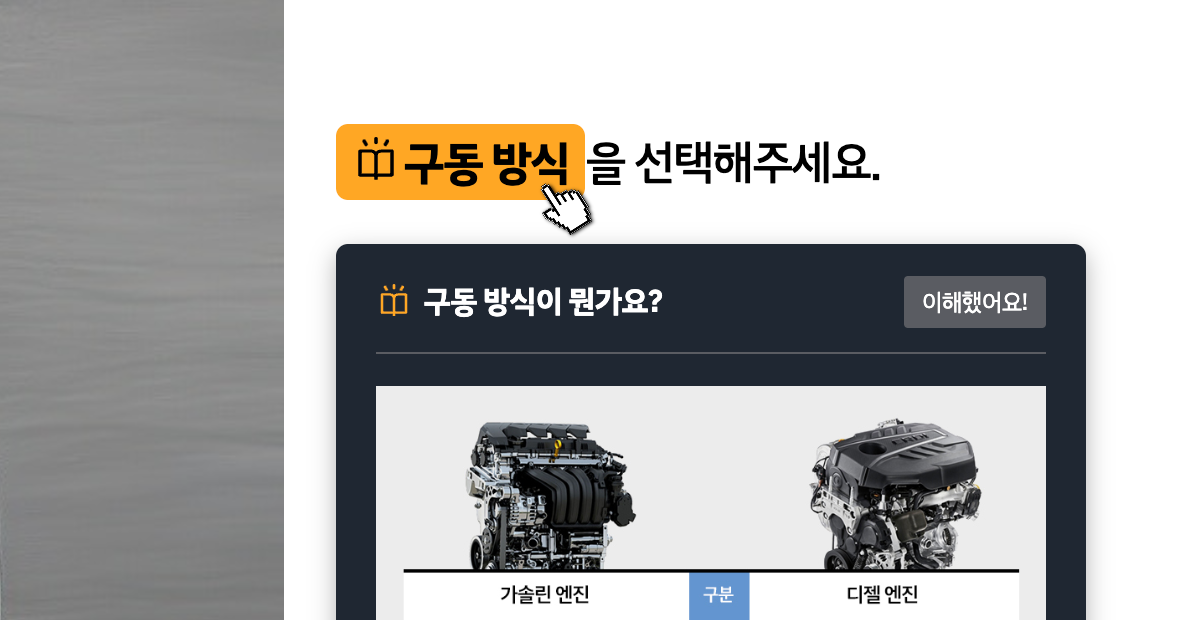 구동 방식을 선택해주세요.
구동 방식이 뭔가요?
이해했어요!
가솔린 엔진 구분 디젤 엔진